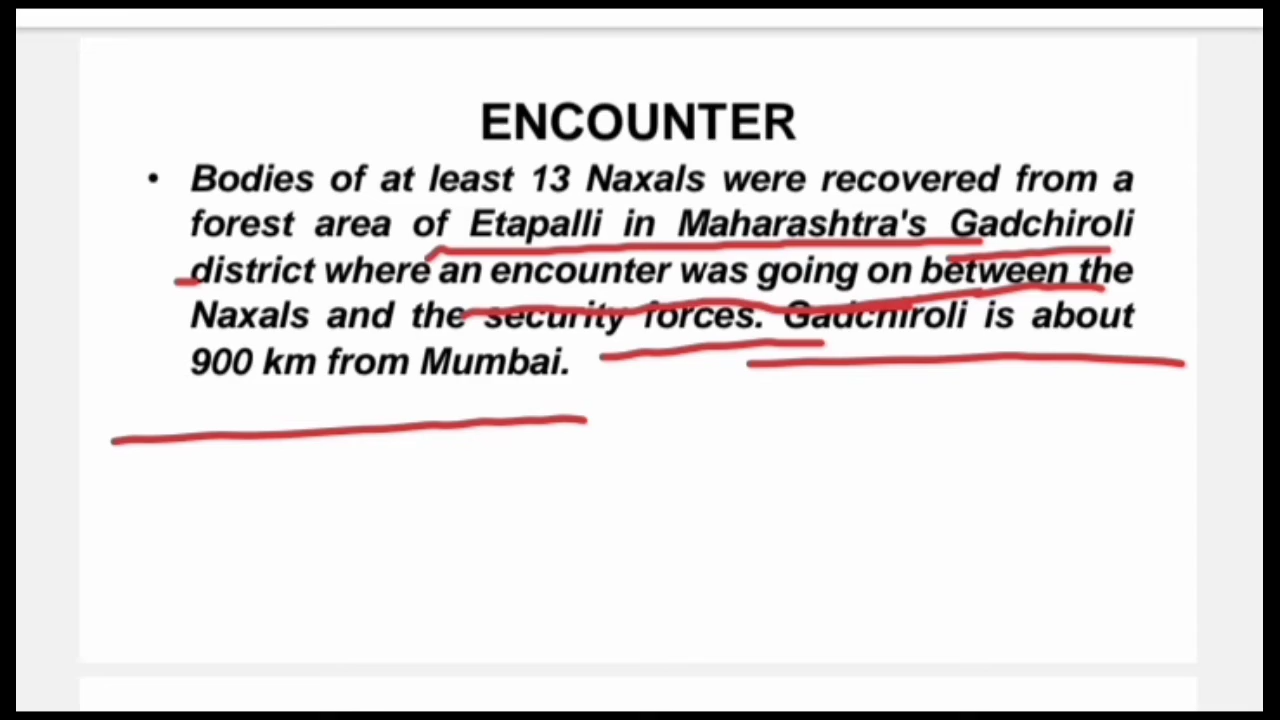 ENCOUNTER
• Bodies of at least 13 Naxals were recovered from a
forest area of Etapalli in Maharashtra's Gadchiroli
district where an encounter was going on between the
Naxals and the security forces. Gadchiroli is about
900 km from Mumbai.